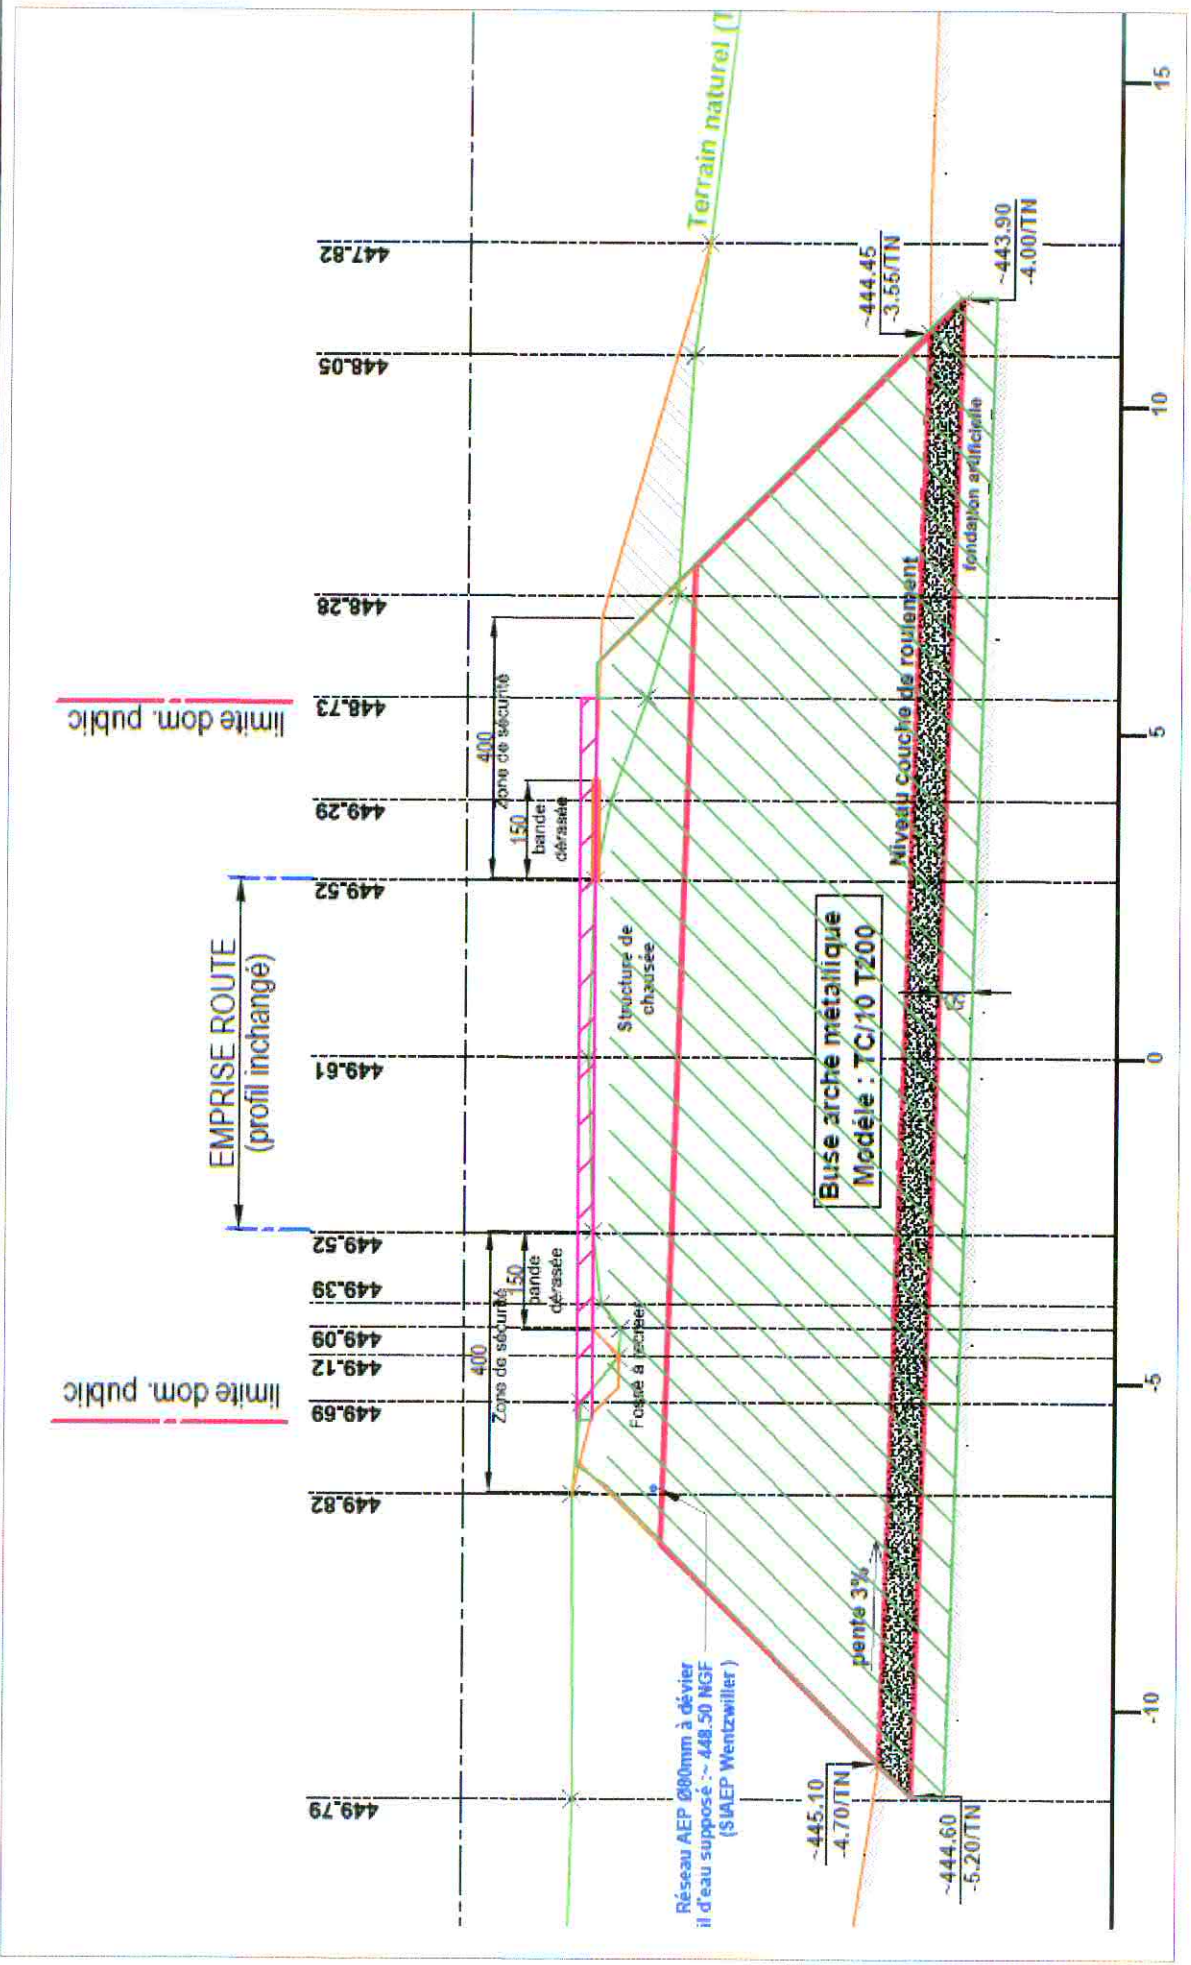 limite dom. public
limite dom. public
EMPRISE ROUTE
(profil inchangé)
449.79
449.82
449.69
449.12
449.09
449.39
449.52
449.61
449.52
449.29
448.73
448.28
448.05
447.82
400
Zone de sécurité
150
bande
dérasée
400
Zone de sécurité
150
bande
dérasée
Terrain naturel (T
Fossé à recréer
Structure de
chausée
Réseau AEP Ø80mm à dévier
il d'eau supposé :~ 448.50 NGF
(SIAEP Wentzwiller )
Buse arche métallique
Modèle : TC/10 T200
pente 3%
Niveau couche de roulement
fondation artificielle
~445.10
-4.70/TN
~444.60
-5.20/TN
~444.45
-3.55/TN
~443.90
-4.00/TN
-10
-5
0
5
10
15